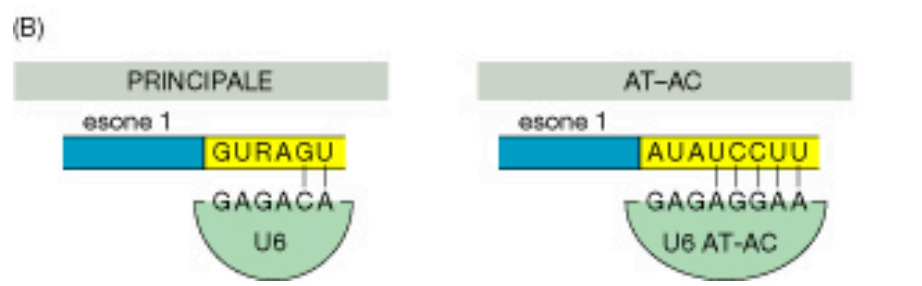 (B)
PRINCIPALE
esone 1
GURAGU
GAGACA
U6
AT–AC
esone 1
AUAUCCUU
GAGAGGAA
U6 AT-AC